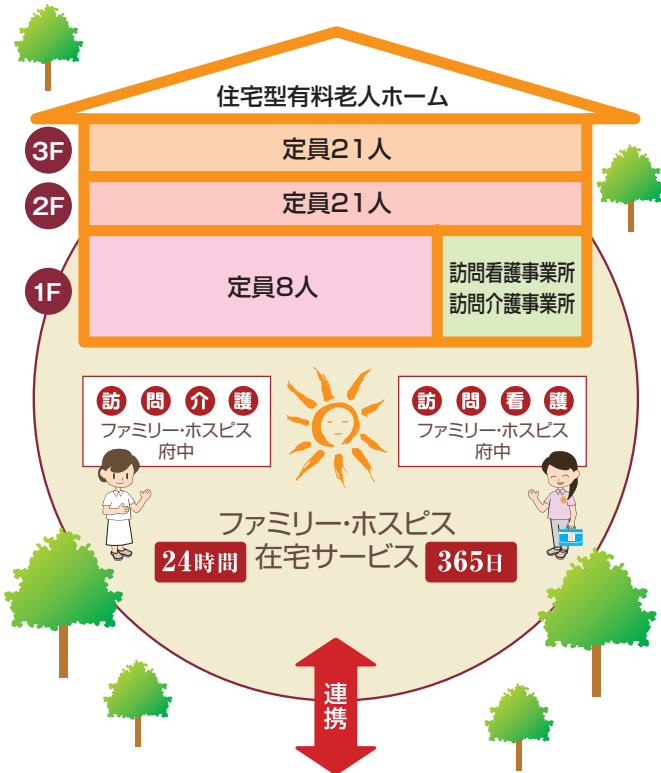 住宅型有料老人ホーム
3F
定員21人
2F
定員21人
1F
定員8人
訪問看護事業所
訪問介護事業所
訪問介護
ファミリー・ホスピス
府中
訪問看護
ファミリー・ホスピス
府中
ファミリー・ホスピス
24時間 在宅サービス 365日
連携